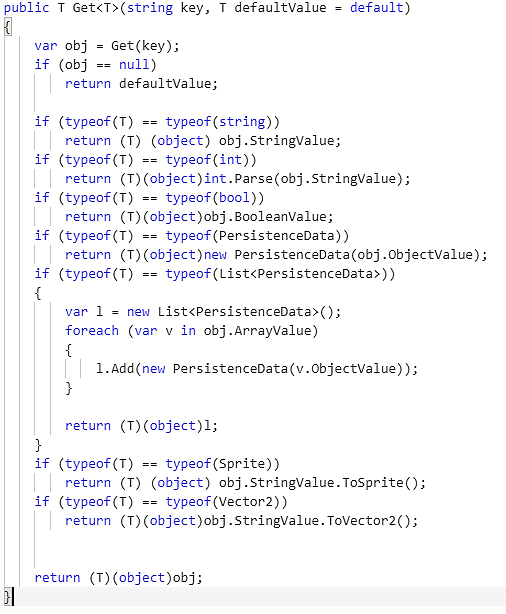 public T Get<T>(string key, T defaultValue = default)
{
var obj = Get(key);
if (obj == null)
return defaultValue;
if (typeof(T) == typeof(string))
return (T) (object) obj.StringValue;
if (typeof(T) == typeof(int))
return (T)(object)int.Parse(obj.StringValue);
if (typeof(T) == typeof(bool))
return (T)(object)obj.BooleanValue;
if (typeof(T) == typeof(PersistenceData))
return (T)(object)new PersistenceData(obj.ObjectValue);
if (typeof(T) == typeof(List<PersistenceData>))
{
var l = new List<PersistenceData>();
foreach (var v in obj.ArrayValue)
{
l.Add(new PersistenceData(v.ObjectValue));
}
return (T)(object)l;
}
if (typeof(T) == typeof(Sprite))
return (T) (object) obj.StringValue.ToSprite();
if (typeof(T) == typeof(Vector2))
return (T)(object)obj.StringValue.ToVector2();
return (T)(object)obj;
}